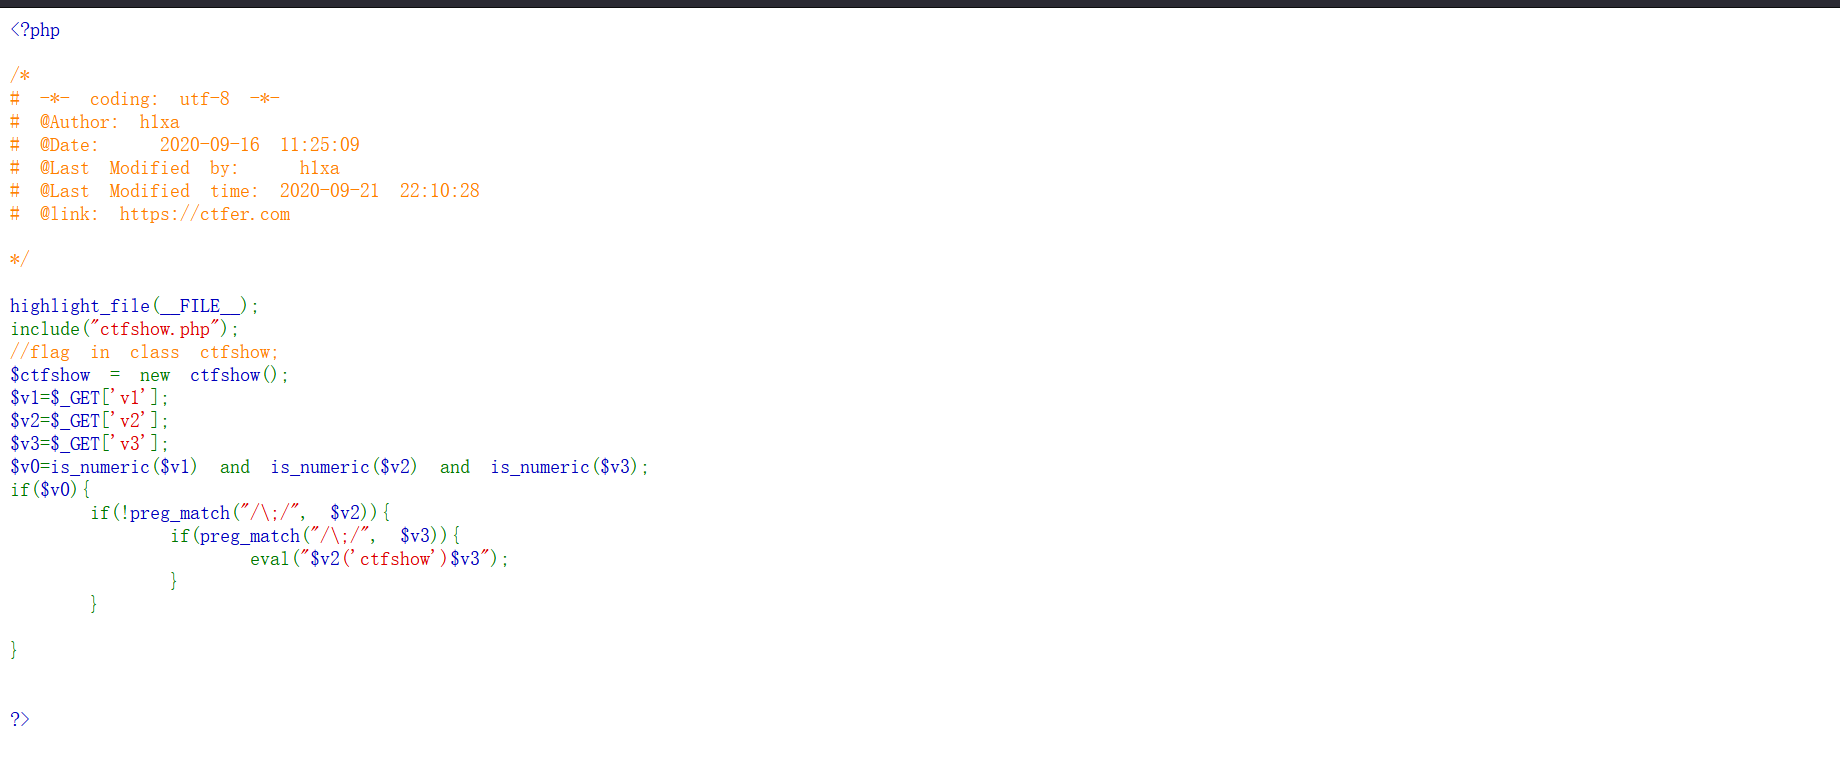 <?php
/*
# -*- coding: utf-8 -*-
# @Author: h1xa
# @Date: 2020-09-16 11:25:09
# @Last Modified by: h1xa
# @Last Modified time: 2020-09-21 22:10:28
# @link: https://ctfer.com
*/
highlight_file(__FILE__);
include("ctfshow.php");
//flag in class ctfshow;
$ctfshow = new ctfshow();
$v1=$_GET['v1'];
$v2=$_GET['v2'];
$v3=$_GET['v3'];
$v0=is_numeric($v1) and is_numeric($v2) and is_numeric($v3);
if($v0){
if(!preg_match("/\;/", $v2)){
if(preg_match("/\;/", $v3)){
eval("$v2('ctfshow')$v3");
}
}
}
?>